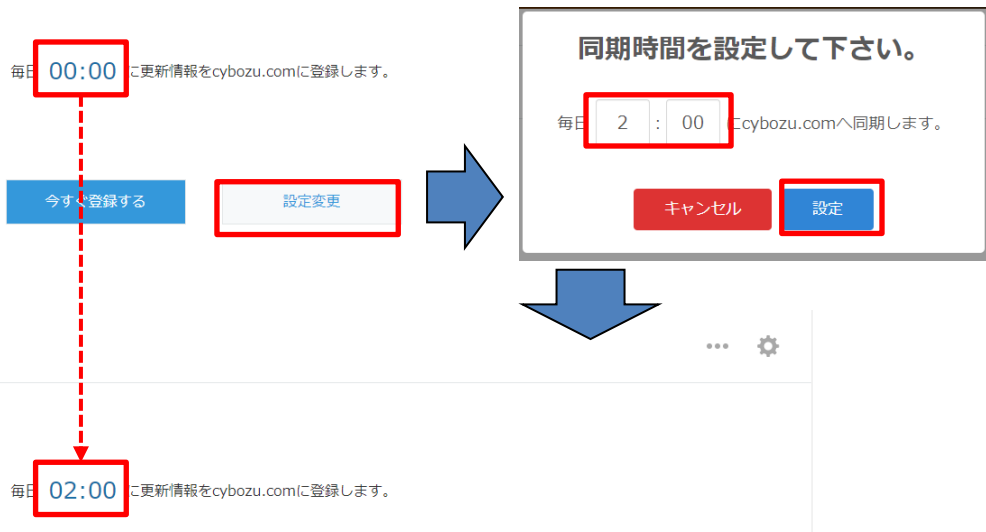 毎日 00:00 に更新情報をcybozu.comに登録します。
今すぐ登録する
設定変更
同期時間を設定して下さい。
毎日 2 : 00 にcybozu.comへ同期します。
キャンセル
設定
毎日 02:00 に更新情報をcybozu.comに登録します。